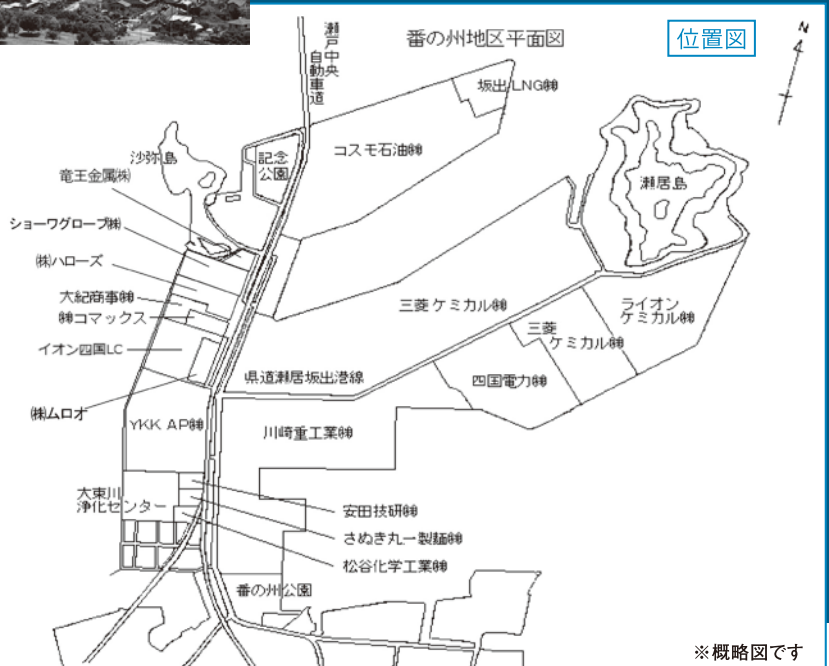 番の州地区平面図
位置図
N
瀬戸中央
自動車道
坂出LNG㈱
コスモ石油㈱
沙弥島
記念
公園
瀬居島
竜王金属㈱
ショーワグローブ㈱
㈱ハローズ
大紀商事㈱
㈱コマックス
イオン四国LC
㈱ムロオ
三菱ケミカル㈱
ライオン
ケミカル㈱
三菱
ケミカル㈱
四国電力㈱
県道瀬居坂出港線
YKK AP㈱
川崎重工業㈱
大束川
浄化センター
安田技研㈱
さぬき丸一製麺㈱
松谷化学工業㈱
番の州公園
※概略図です